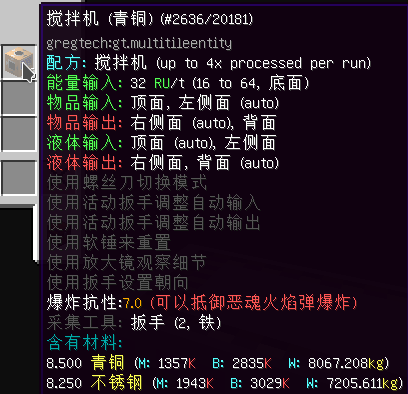 搅拌机 (青铜) (#2636/20181)
gregtech:gt.multitileentity
配方: 搅拌机 (up to 4x processed per run)
能量输入: 32 RU/t (16 to 64, 底面)
物品输入: 顶面, 左侧面 (auto)
物品输出: 右侧面 (auto), 背面
液体输入: 顶面 (auto), 左侧面
液体输出: 右侧面, 背面 (auto)
使用螺丝刀切换模式
使用活动扳手调整自动输入
使用活动扳手调整自动输出
使用软锤来重置
使用放大镜观察细节
使用扳手设置朝向
爆炸抗性:7.0 (可以抵御恶魂火焰弹爆炸)
采集工具: 扳手 (2, 铁)
含有材料:
8.500 青铜 (M: 1357K B: 2835K W: 8067.208kg)
8.250 不锈钢 (M: 1943K B: 3029K W: 7205.611kg)